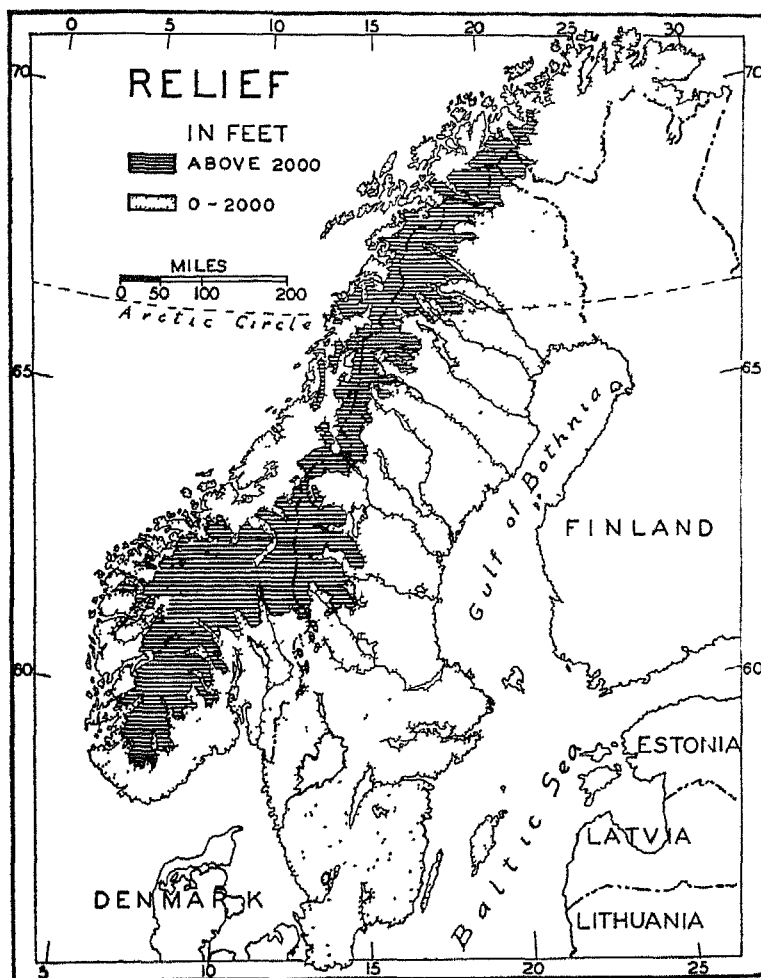 0 5 10 15 20 25 30
70 70
RELIEF
IN FEET
ABOVE 2000
0-2000
MILES
0 50 100 200
Arctic Circle
65 65
Gulf of Bothnia
FINLAND
60 60
ESTONIA
Baltic Sea
LATVIA
DENMARK
LITHUANIA
5 10 15 20 25